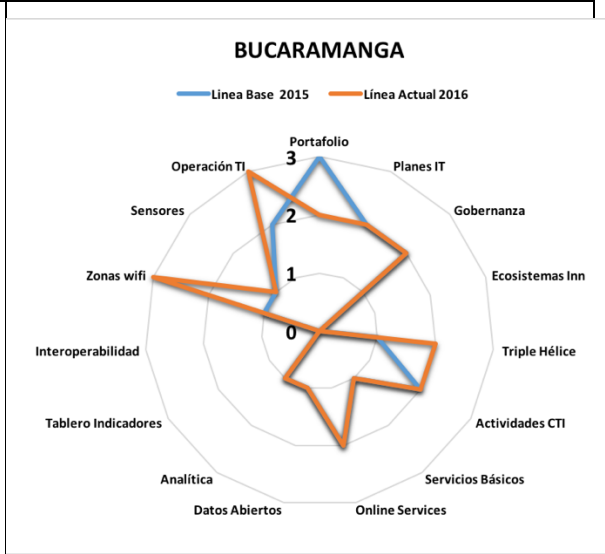 BUCARAMANGA
Linea Base 2015
Línea Actual 2016
Portafolio
Planes IT
Gobernanza
Ecosistemas Inn
Triple Hélice
Actividades CTI
Servicios Básicos
Online Services
Datos Abiertos
Analítica
Tablero Indicadores
Interoperabilidad
Zonas wifi
Sensores
Operación TI
3
2
1
0